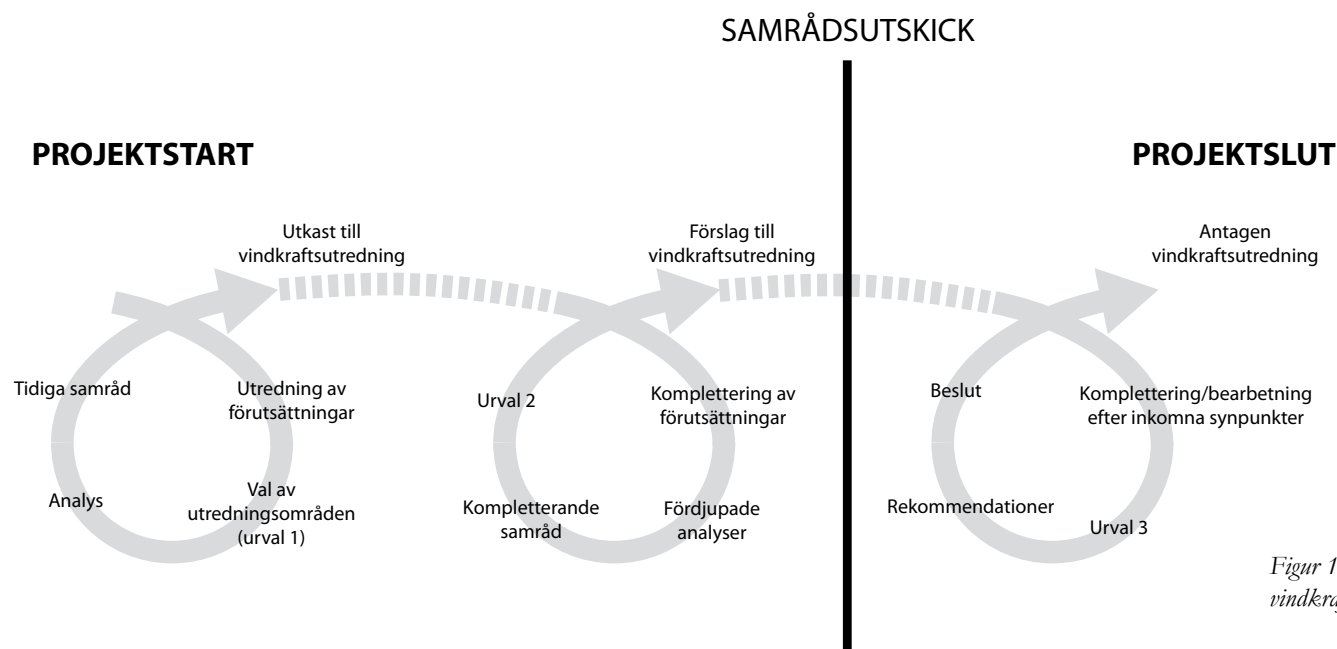 SAMRÅDSUTSKICK
PROJEKTSTART
PROJEKTSLUT
Utkast till
vindkraftsutredning
Förslag till
vindkraftsutredning
Antagen
vindkraftsutredning
Tidiga samråd
Utredning av
förutsättningar
Analys
Val av
utredningsområden
(urval 1)
Urval 2
Komplettering av
förutsättningar
Kompletterande
samråd
Fördjupade
analyser
Beslut
Komplettering/bearbetning
efter inkomna synpunkter
Rekommendationer
Urval 3
Figur 1